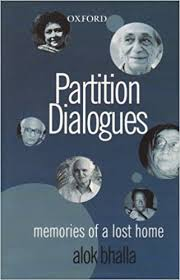 OXFORD
Partition
Dialogues
memories of a lost home
alok bhalla